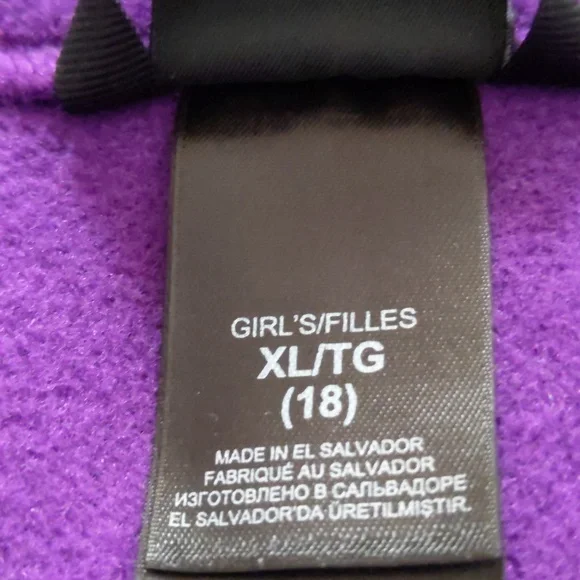 GIRL'S/FILLES
XL/TG
(18)
MADE IN EL SALVADOR
FABRIQUÉ AU SALVADOR
ИЗГОТОВЛЕНО В САЛЬВАДОРЕ
EL SALVADOR'DA ÜRETILMIŞTIR.